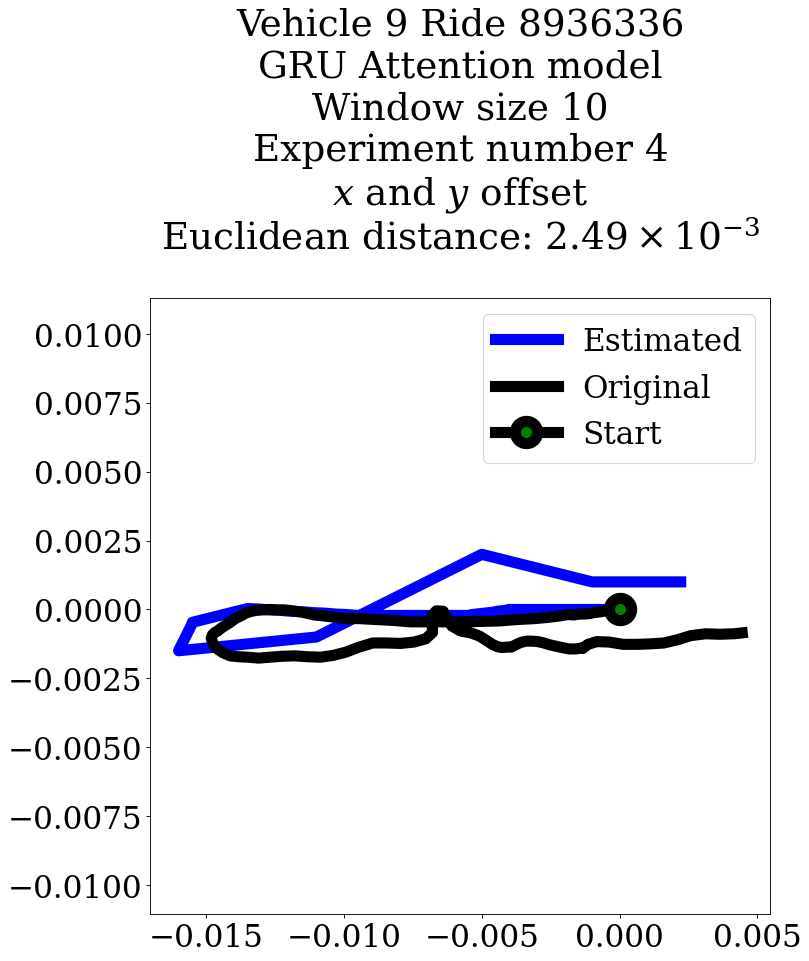 Vehicle 9 Ride 8936336
GRU Attention model
Window size 10
Experiment number 4
x and y offset
Euclidean distance: 2.49 × 10⁻³
Estimated
Original
Start
0.0100
0.0075
0.0050
0.0025
0.0000
−0.0025
−0.0050
−0.0075
−0.0100
−0.015 −0.010 −0.005 0.000 0.005